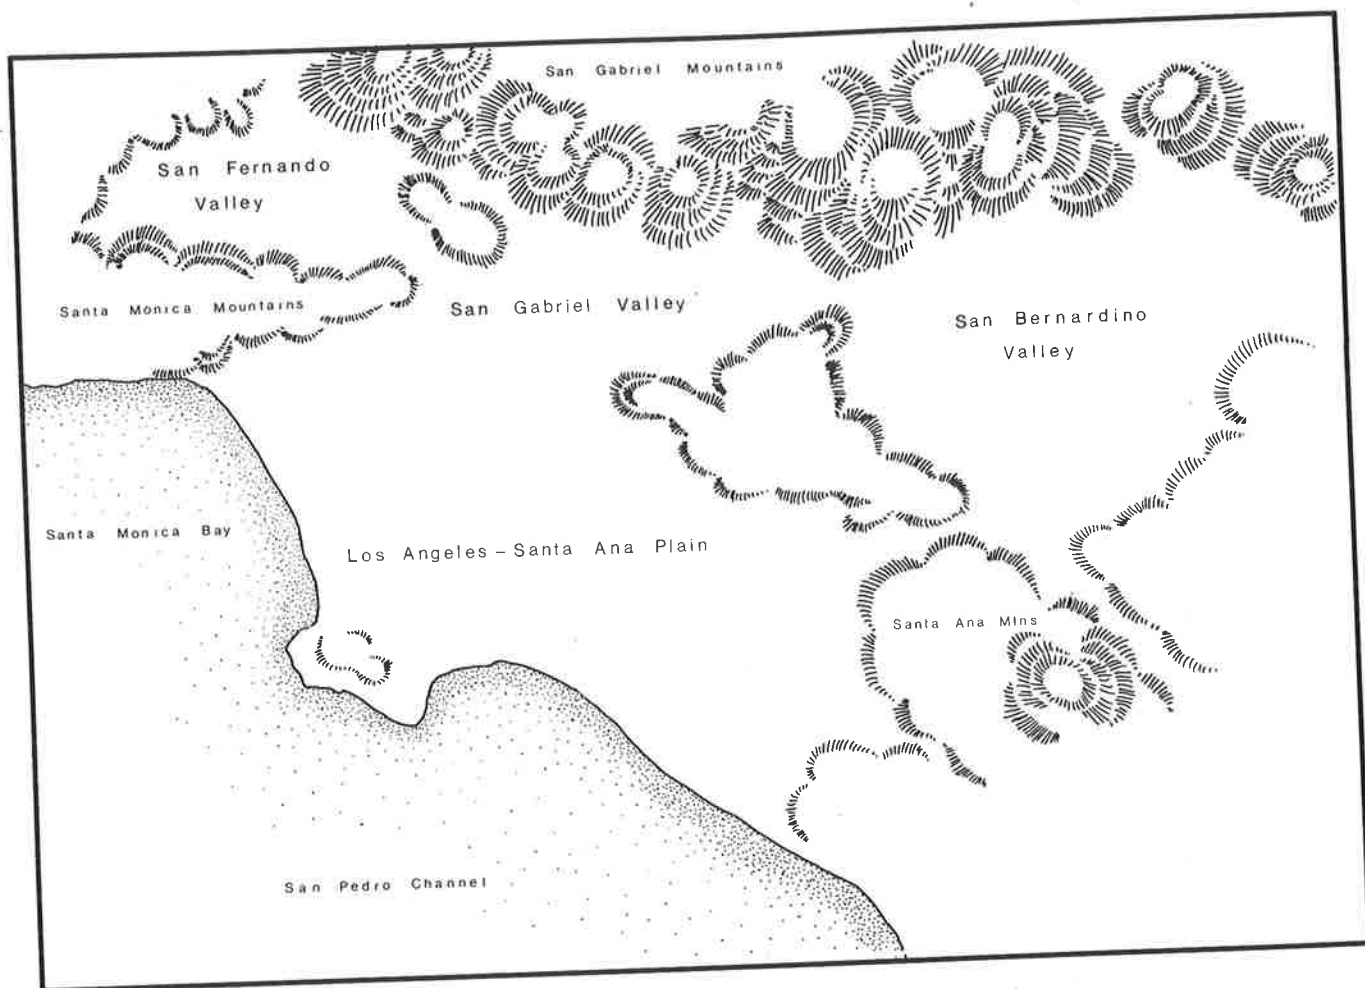 San Gabriel Mountains
San Fernando
Valley
Santa Monica Mountains
San Gabriel Valley
San Bernardino
Valley
Santa Monica Bay
Los Angeles – Santa Ana Plain
Santa Ana Mtns
San Pedro Channel